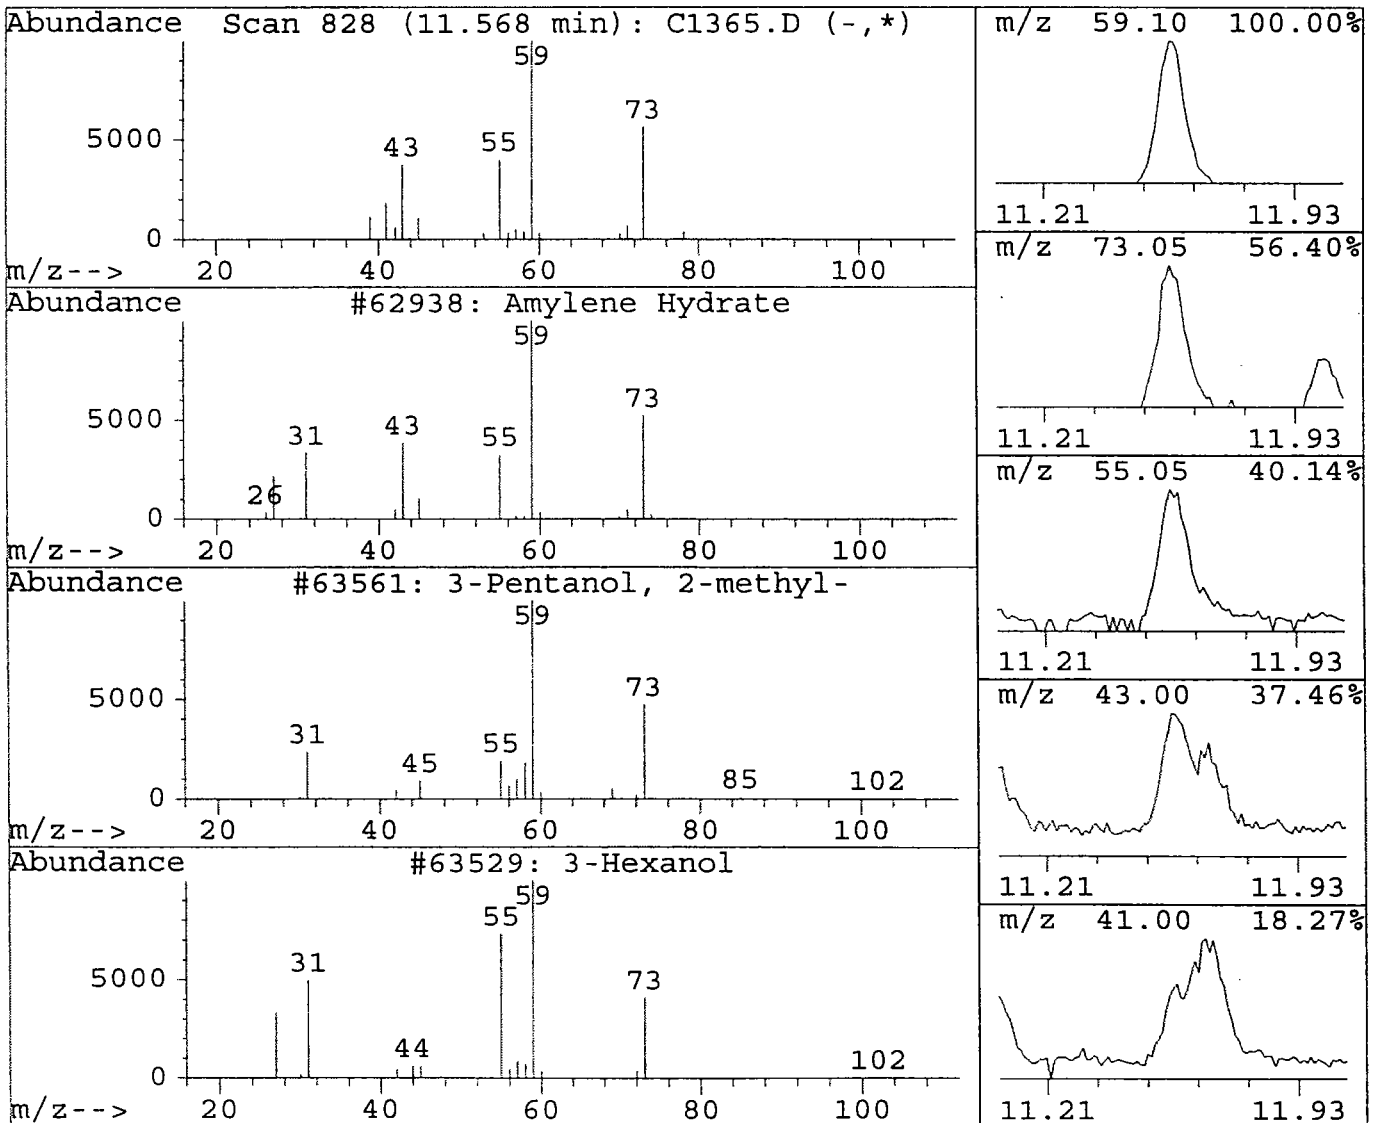 Abundance Scan 828 (11.568 min): C1365.D (-,*)
59
73
5000
43
55
0
m/z--> 20 40 60 80 100
Abundance #62938: Amylene Hydrate
59
73
5000
31
43
55
26
0
m/z--> 20 40 60 80 100
Abundance #63561: 3-Pentanol, 2-methyl-
59
5000
73
31
55
45
85
102
0
m/z--> 20 40 60 80 100
Abundance #63529: 3-Hexanol
59
55
5000
31
73
44
102
0
m/z--> 20 40 60 80 100
m/z 59.10 100.00%
11.21 11.93
m/z 73.05 56.40%
11.21 11.93
m/z 55.05 40.14%
11.21 11.93
m/z 43.00 37.46%
11.21 11.93
m/z 41.00 18.27%
11.21 11.93